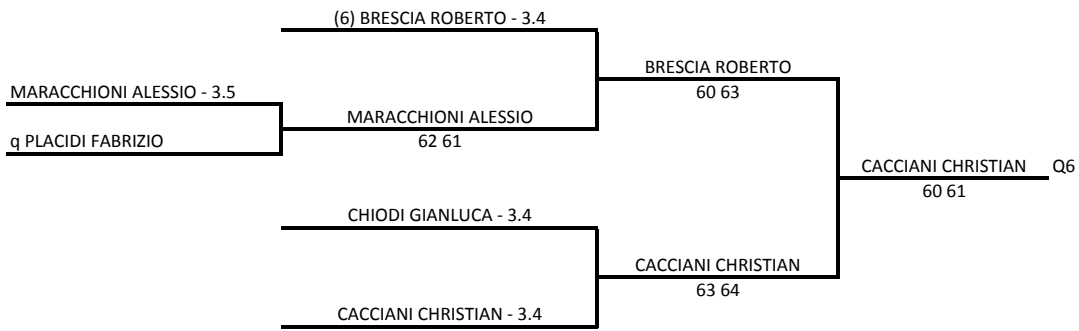 (6) BRESCIA ROBERTO - 3.4
BRESCIA ROBERTO
60 63
MARACCHIONI ALESSIO - 3.5
MARACCHIONI ALESSIO
62 61
q PLACIDI FABRIZIO
CACCIANI CHRISTIAN Q6
60 61
CHIODI GIANLUCA - 3.4
CACCIANI CHRISTIAN
63 64
CACCIANI CHRISTIAN - 3.4